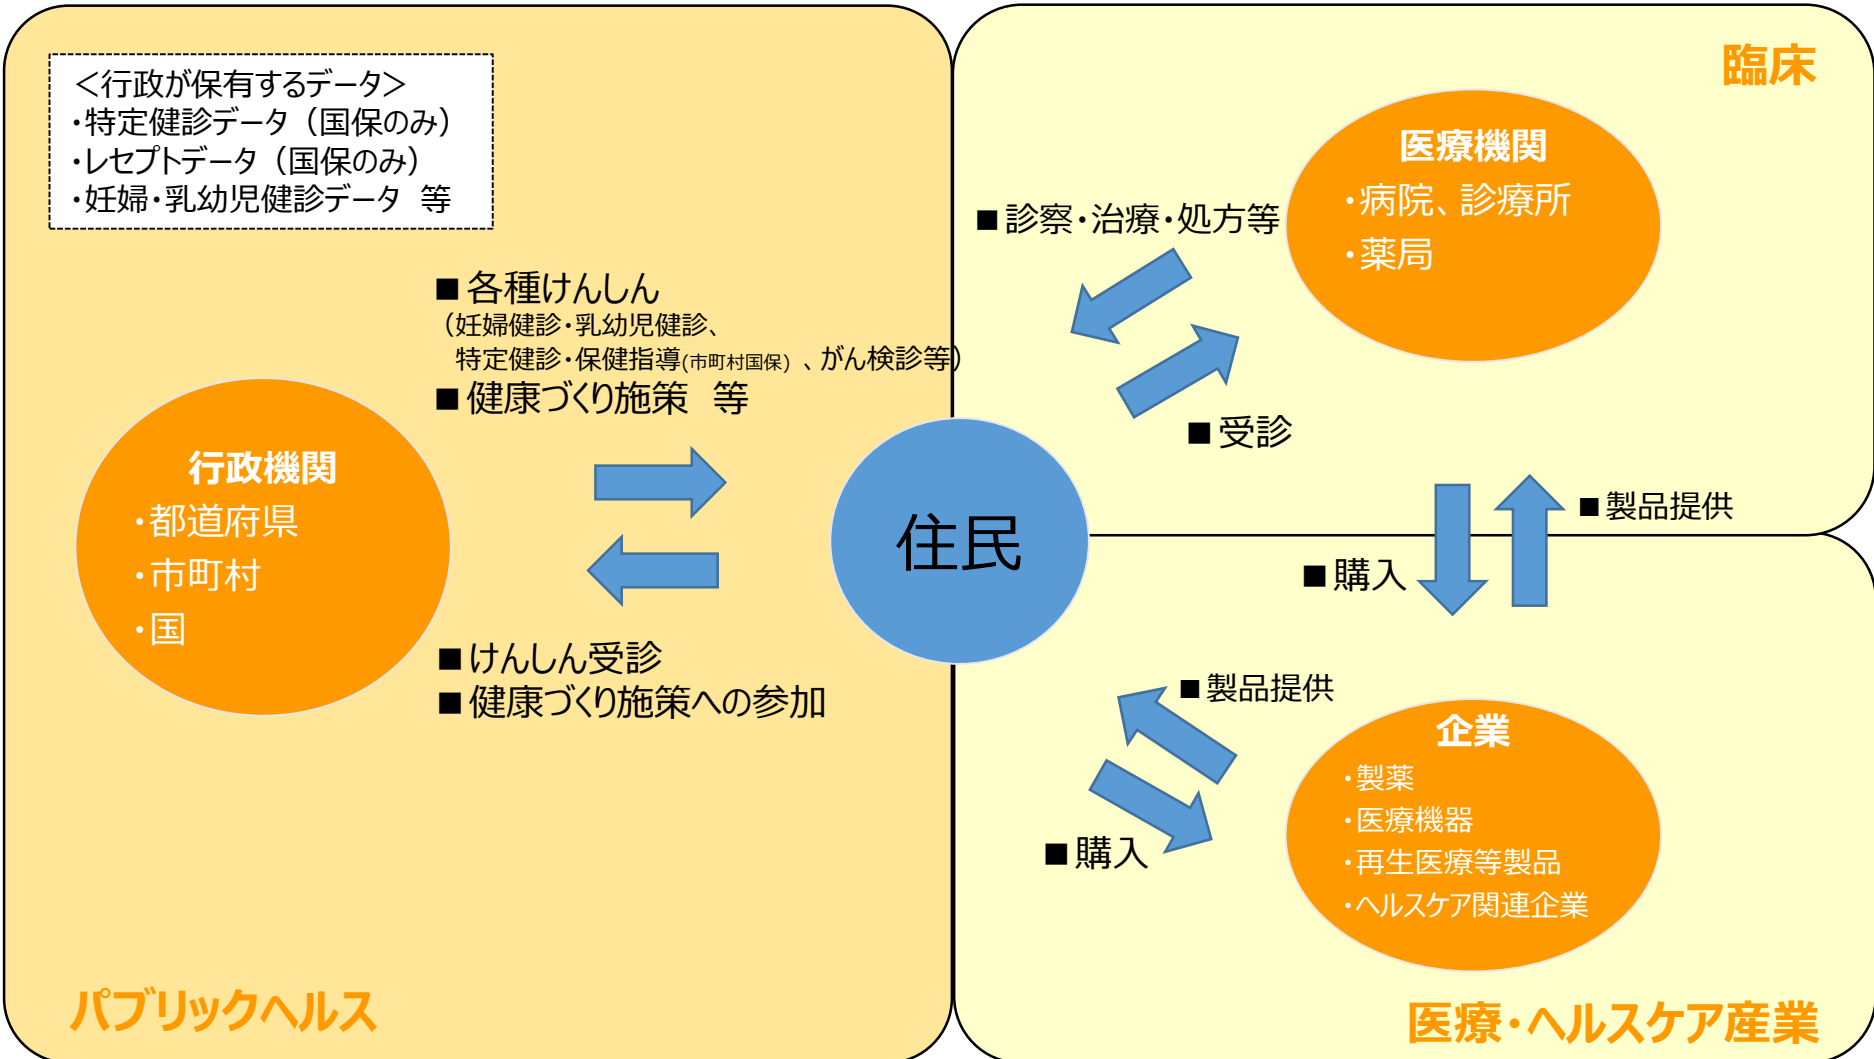 ＜行政が保有するデータ＞
・特定健診データ（国保のみ）
・レセプトデータ（国保のみ）
・妊婦・乳幼児健診データ　等
■各種けんしん
（妊婦健診・乳幼児健診、
特定健診・保健指導(市町村国保)　、がん検診等）
■健康づくり施策　等
行政機関
・都道府県
・市町村
・国
■けんしん受診
■健康づくり施策への参加
パブリックヘルス
住民
臨床
医療機関
・病院、診療所
・薬局
■診察・治療・処方等
■受診
■製品提供
■購入
■製品提供
■購入
企業
・製薬
・医療機器
・再生医療等製品
・ヘルスケア関連企業
医療・ヘルスケア産業